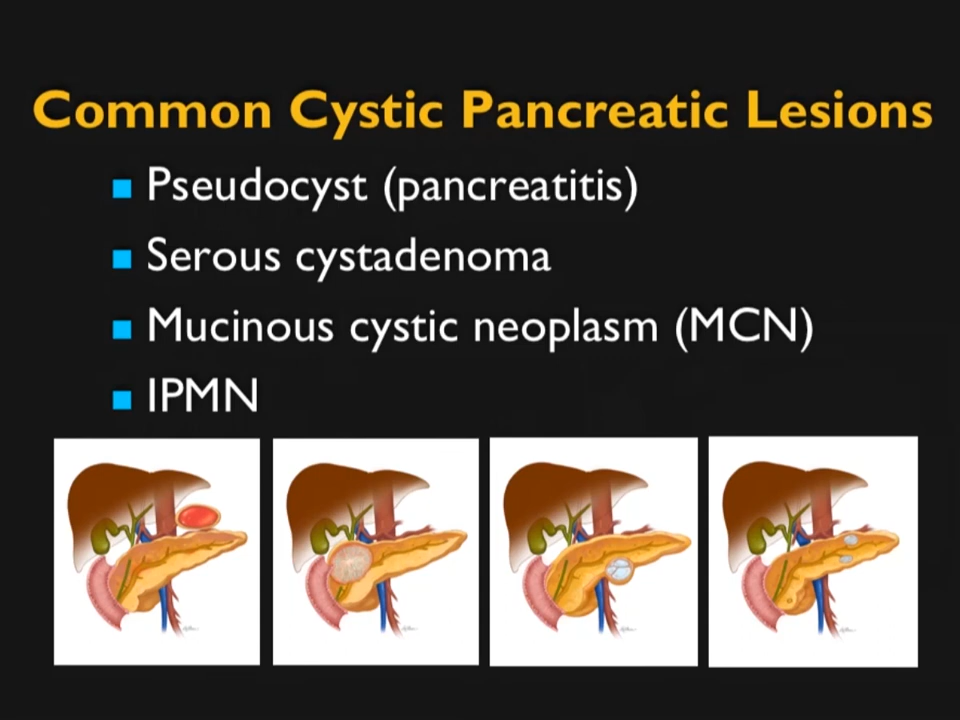 Common Cystic Pancreatic Lesions
Pseudocyst (pancreatitis)
Serous cystadenoma
Mucinous cystic neoplasm (MCN)
IPMN